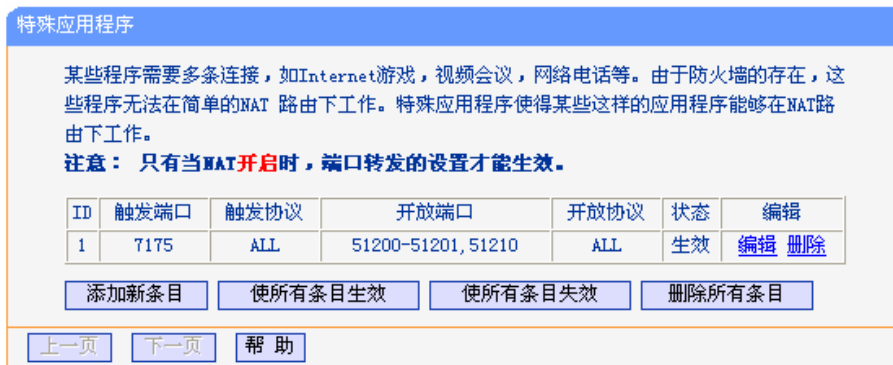 特殊应用程序
某些程序需要多条连接，如Internet游戏，视频会议，网络电话等。由于防火墙的存在，这
些程序无法在简单的NAT 路由下工作。特殊应用程序使得某些这样的应用程序能够在NAT路
由下工作。
注意： 只有当NAT开启时，端口转发的设置才能生效。
ID 触发端口 触发协议 开放端口 开放协议 状态 编辑
1 7175 ALL 51200-51201,51210 ALL 生效 编辑 删除
添加新条目 使所有条目生效 使所有条目失效 删除所有条目
上一页 下一页 帮 助